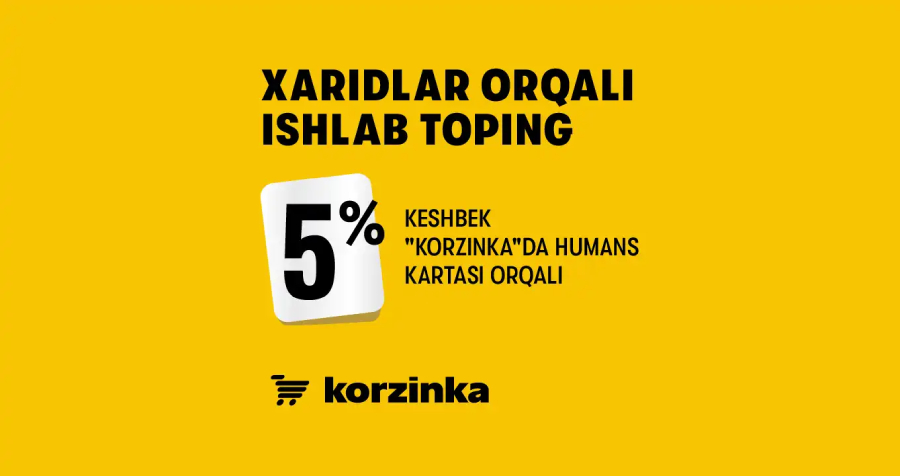 XARIDLAR ORQALI
ISHLAB TOPING
5%
KESHBEK
"KORZINKA"DA HUMANS
KARTASI ORQALI
korzinka